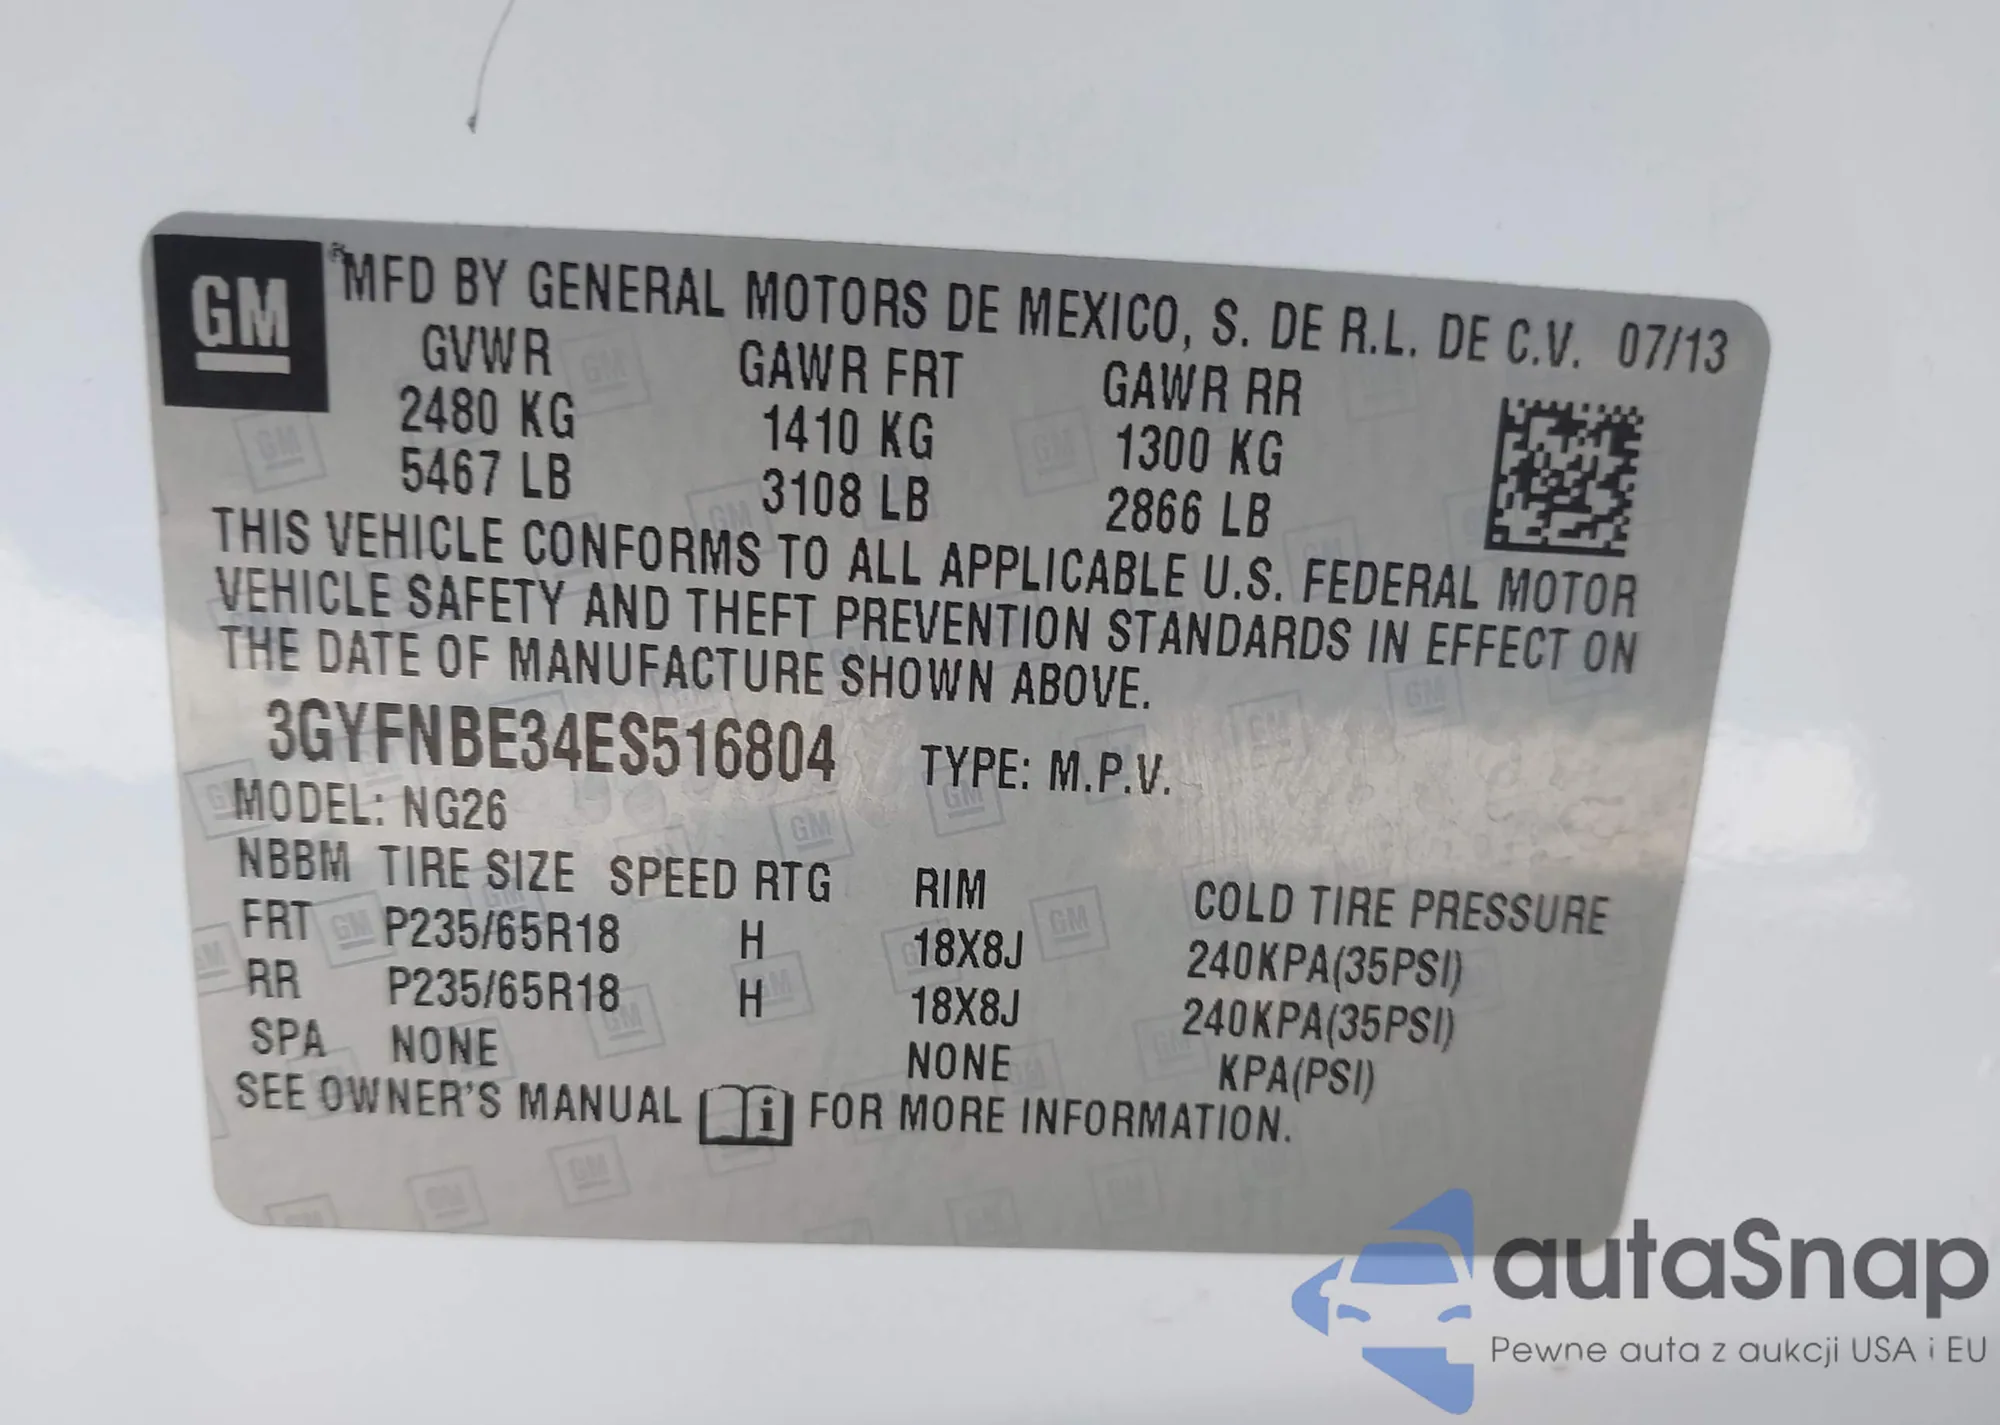 GM
MFD BY GENERAL MOTORS DE MEXICO, S. DE R.L. DE C.V. 07/13
GVWR GAWR FRT GAWR RR
2480 KG 1410 KG 1300 KG
5467 LB 3108 LB 2866 LB
THIS VEHICLE CONFORMS TO ALL APPLICABLE U.S. FEDERAL MOTOR
VEHICLE SAFETY AND THEFT PREVENTION STANDARDS IN EFFECT ON
THE DATE OF MANUFACTURE SHOWN ABOVE.
3GYFNBE34ES516804 TYPE: M.P.V.
MODEL: NG26
NBBM TIRE SIZE SPEED RTG RIM COLD TIRE PRESSURE
FRT P235/65R18 H 18X8J 240KPA(35PSI)
RR P235/65R18 H 18X8J 240KPA(35PSI)
SPA NONE NONE KPA(PSI)
SEE OWNER'S MANUAL i FOR MORE INFORMATION.
autaSnap
Pewne auta z aukcji USA i EU